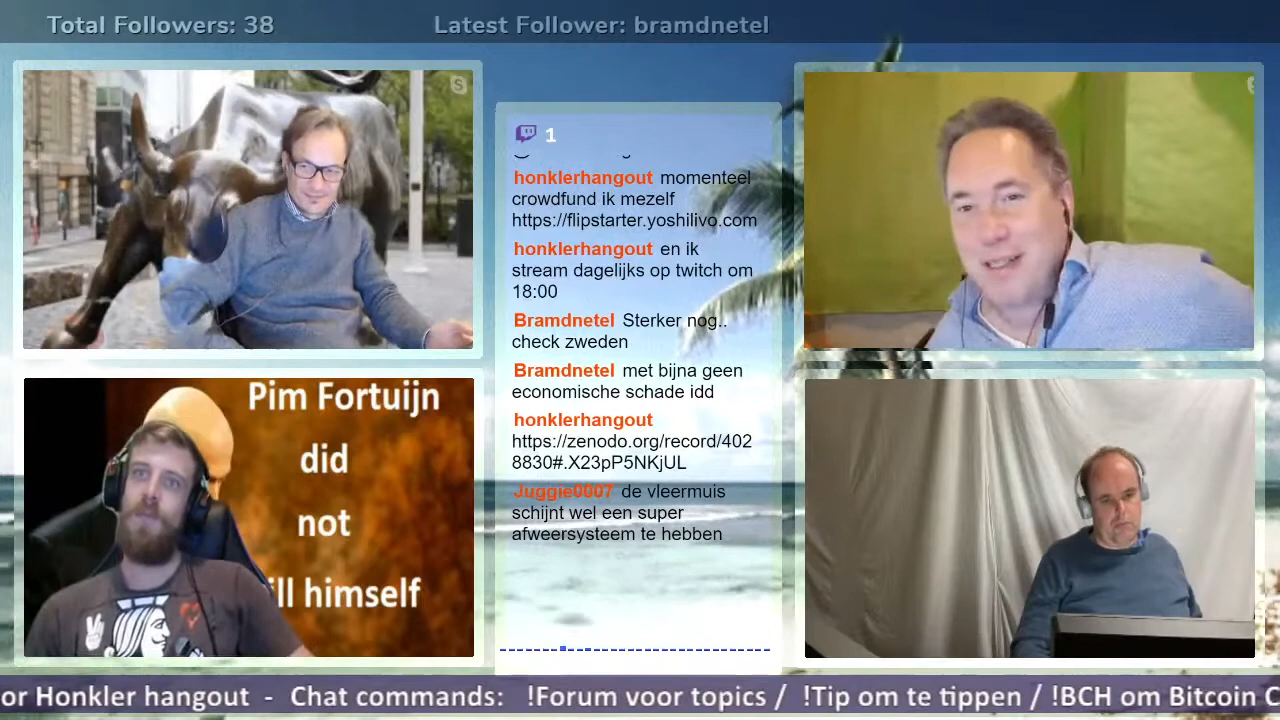 Total Followers: 38
Latest Follower: bramdnetel
1
honklerhangout momenteel
crowdfund ik mezelf
https://flipstarter.yoshilivo.com
honklerhangout en ik
stream dagelijks op twitch om
18:00
Bramdnetel Sterker nog..
check zweden
Bramdnetel met bijna geen
economische schade idd
honklerhangout
https://zenodo.org/record/402
8830#.X23pP5NKjUL
Juggie0007 de vleermuis
schijnt wel een super
afweersysteem te hebben
Pim Fortuijn
did
not
ill himself
or Honkler hangout - Chat commands: !Forum voor topics / !Tip om te tippen / !BCH om Bitcoin C